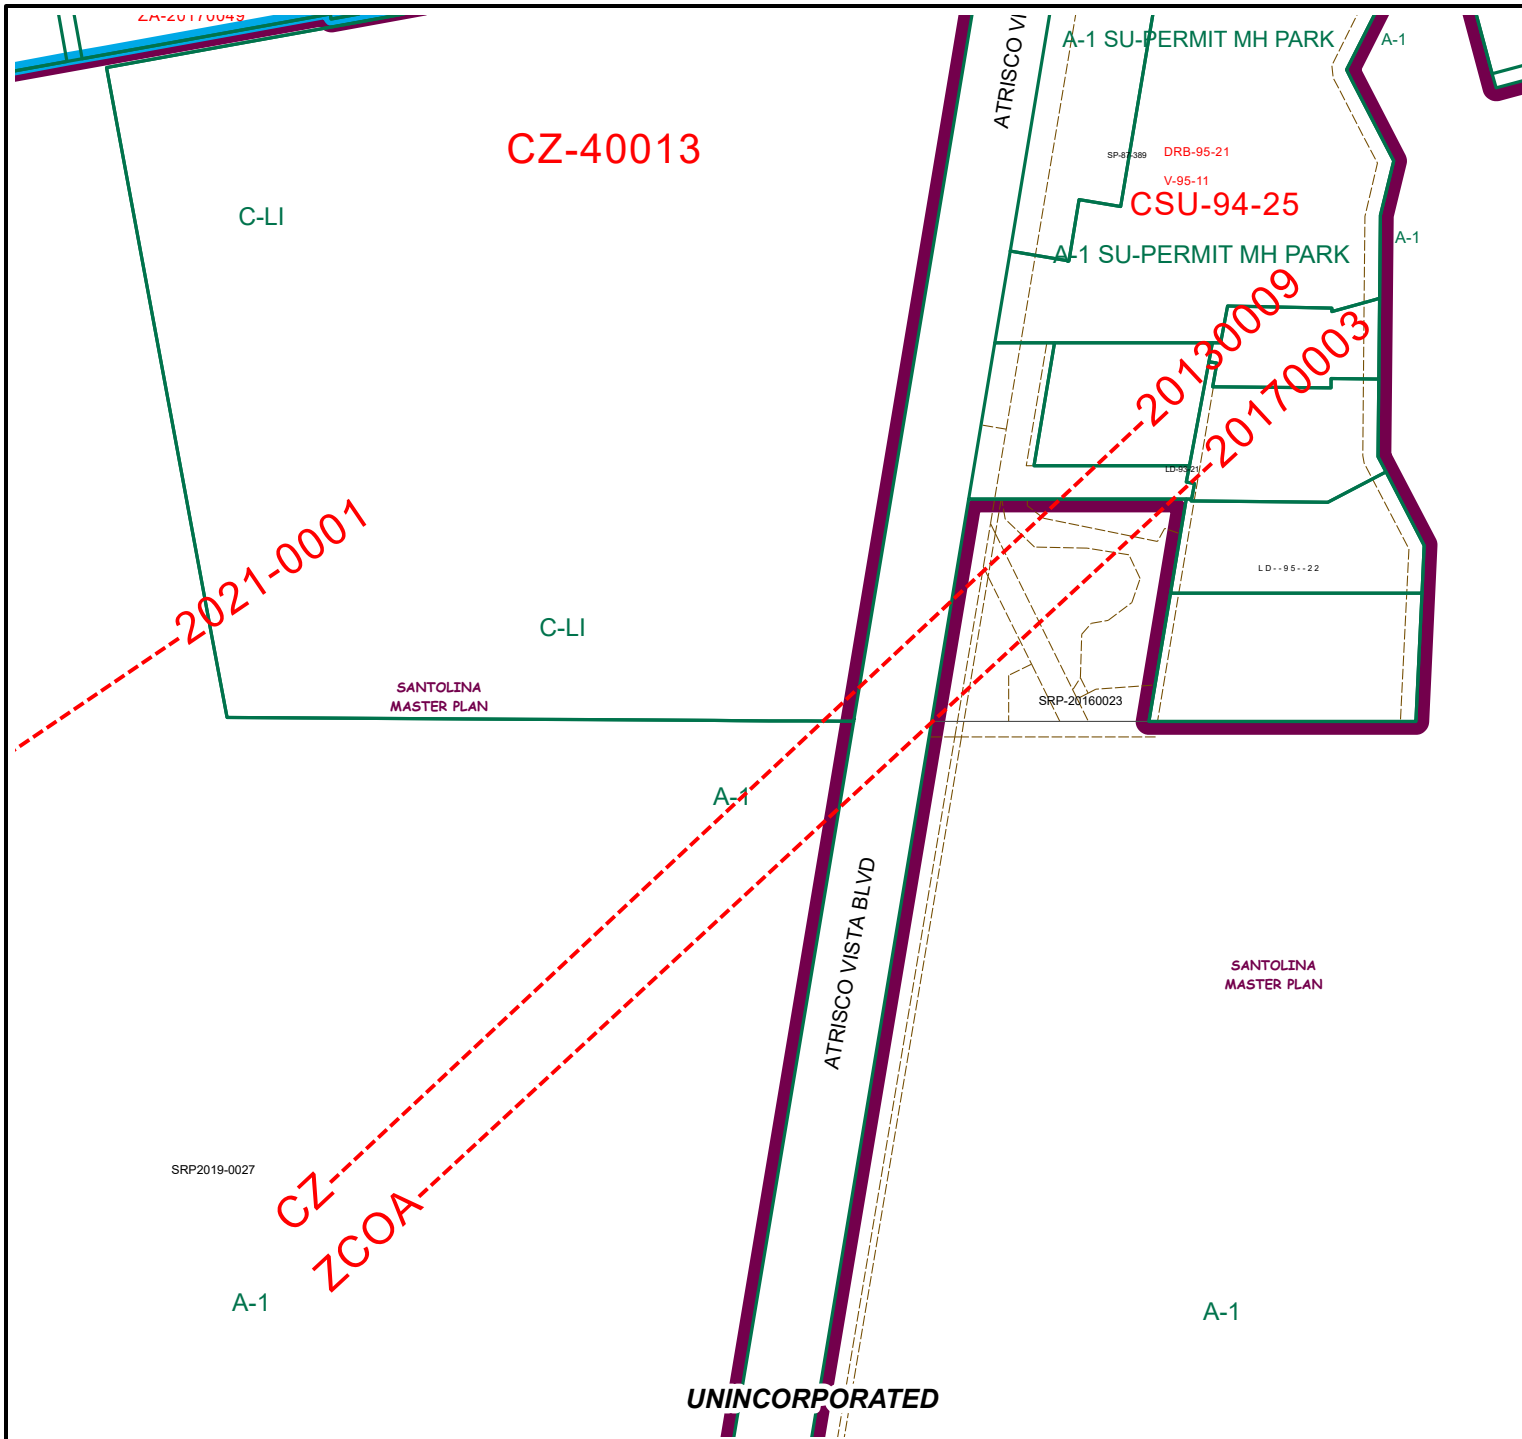 ZA-20170049
ATRISCO VI
A-1 SU-PERMIT MH PARK
A-1
CZ-40013
SP-87-389
DRB-95-21
V-95-11
CSU-94-25
C-LI
A-1
A-1 SU-PERMIT MH PARK
20130009
20170003
LD-93-21
2021-0001
LD--95--22
C-LI
SANTOLINA
MASTER PLAN
SRP-20160023
A-1
ATRISCO VISTA BLVD
SANTOLINA
MASTER PLAN
SRP2019-0027
CZ
ZCOA
A-1
A-1
UNINCORPORATED